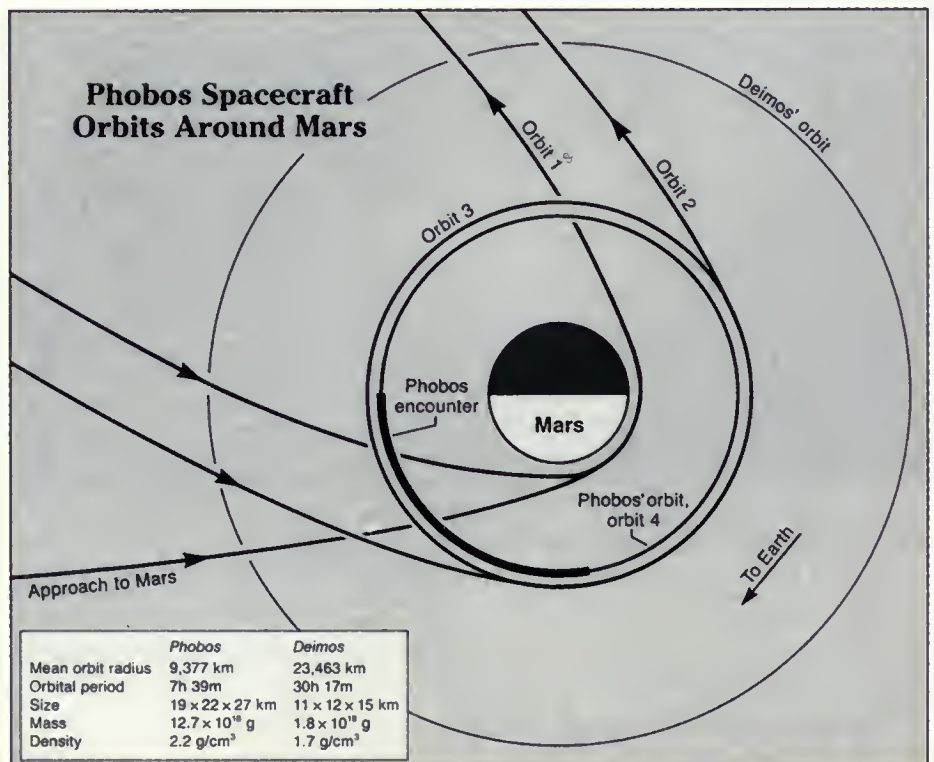 Phobos Spacecraft
Orbits Around Mars
Deimos' orbit
Orbit 1
Orbit 2
Orbit 3
Phobos
encounter
Mars
Phobos' orbit,
orbit 4
To Earth
Approach to Mars
Phobos Deimos
Mean orbit radius 9,377 km 23,463 km
Orbital period 7h 39m 30h 17m
Size 19 x 22 x 27 km 11 x 12 x 15 km
Mass 12.7 x 10¹⁸ g 1.8 x 10¹⁸ g
Density 2.2 g/cm³ 1.7 g/cm³